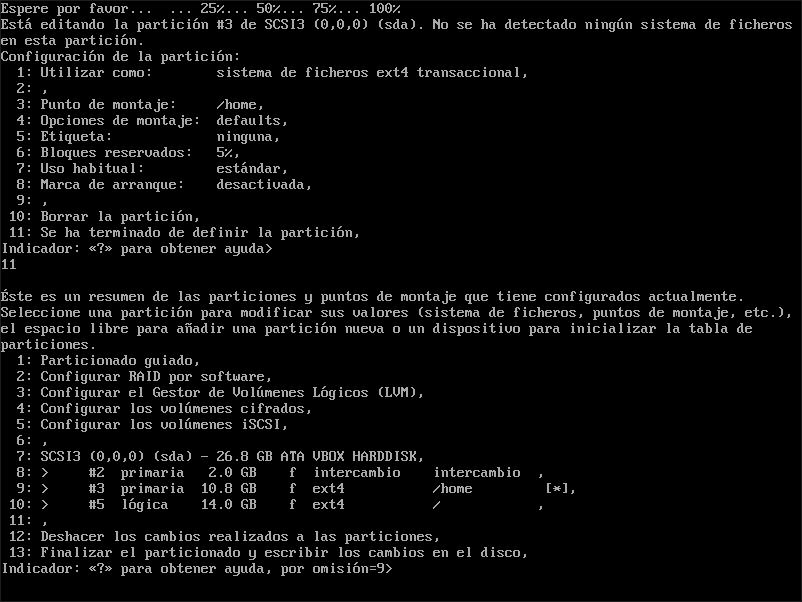 Espere por favor...  ... 25%... 50%... 75%... 100%
Está editando la partición #3 de SCSI3 (0,0,0) (sda). No se ha detectado ningún sistema de ficheros
en esta partición.
Configuración de la partición:
  1: Utilizar como:        sistema de ficheros ext4 transaccional,
  2: ,
  3: Punto de montaje:     /home,
  4: Opciones de montaje:  defaults,
  5: Etiqueta:             ninguna,
  6: Bloques reservados:   5%,
  7: Uso habitual:         estándar,
  8: Marca de arranque:    desactivada,
  9: ,
 10: Borrar la partición,
 11: Se ha terminado de definir la partición,
Indicador: «?» para obtener ayuda>
11
Éste es un resumen de las particiones y puntos de montaje que tiene configurados actualmente.
Seleccione una partición para modificar sus valores (sistema de ficheros, puntos de montaje, etc.),
el espacio libre para añadir una partición nueva o un dispositivo para inicializar la tabla de
particiones.
  1: Particionado guiado,
  2: Configurar RAID por software,
  3: Configurar el Gestor de Volúmenes Lógicos (LVM),
  4: Configurar los volúmenes cifrados,
  5: Configurar los volúmenes iSCSI,
  6: ,
  7: SCSI3 (0,0,0) (sda) - 26.8 GB ATA VBOX HARDDISK,
  8: >     #2  primaria   2.0 GB    f  intercambio    intercambio  ,
  9: >     #3  primaria  10.8 GB    f  ext4           /home         [*],
 10: >     #5  lógica    14.0 GB    f  ext4           /            ,
 11: ,
 12: Deshacer los cambios realizados a las particiones,
 13: Finalizar el particionado y escribir los cambios en el disco,
Indicador: «?» para obtener ayuda, por omisión=9>